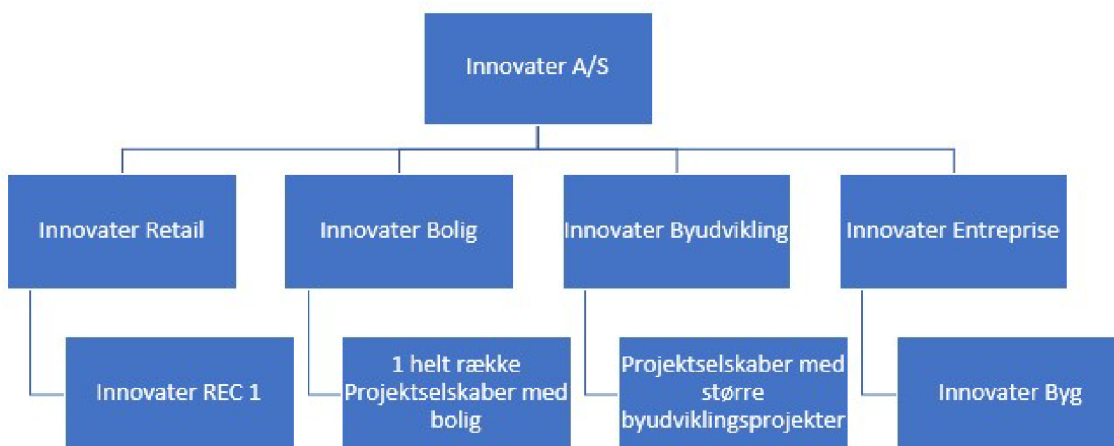 Innovater A/S
Innovater Retail
Innovater Bolig
Innovater Byudvikling
Innovater Entreprise
Innovater REC 1
1 helt række
Projektselskaber med
bolig
Projektselskaber med
større
byudviklingsprojekter
Innovater Byg